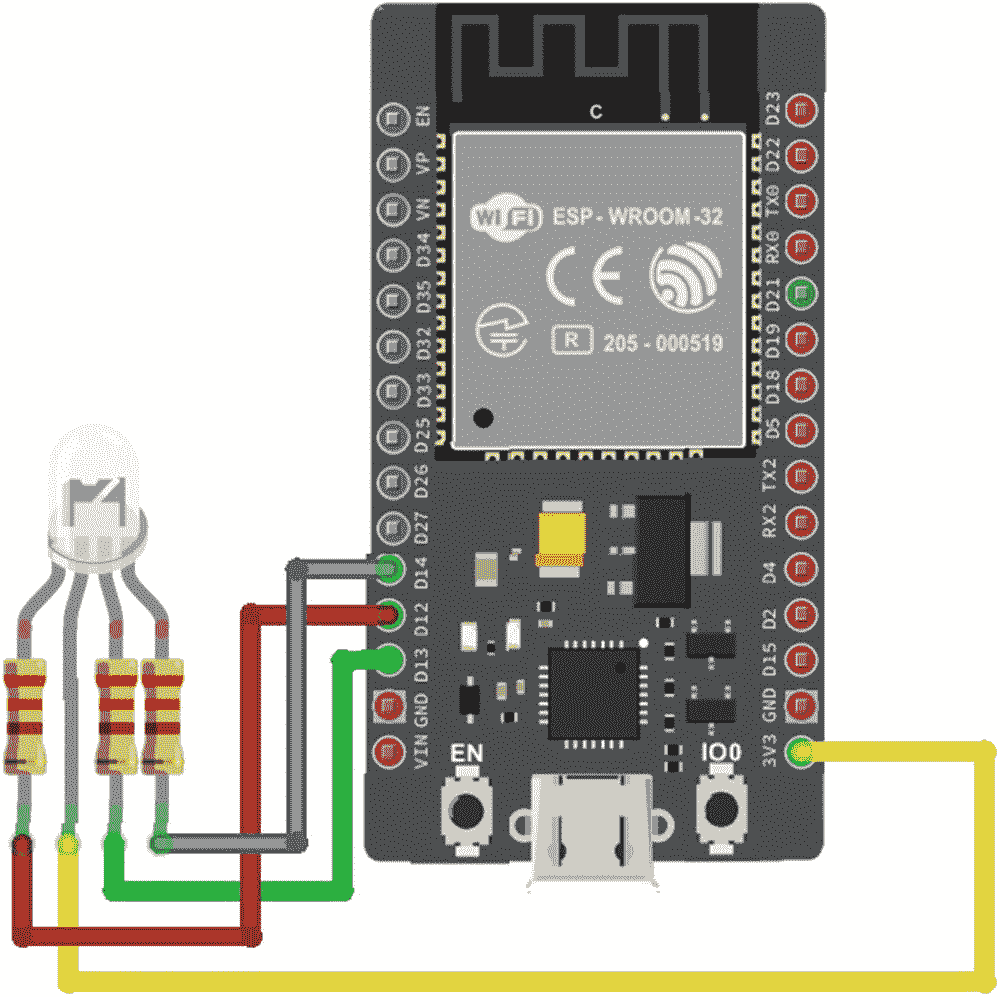 C
WiFi ESP - WROOM -32
CE
R 205 - 000519
EN
VP
VN
D34
D35
D32
D33
D25
D26
D27
D14
D12
D13
GND
VIN
D23
D22
TX0
RX0
D21
D19
D18
D5
TX2
RX2
D4
D2
D15
GND
3V3
EN
IO0